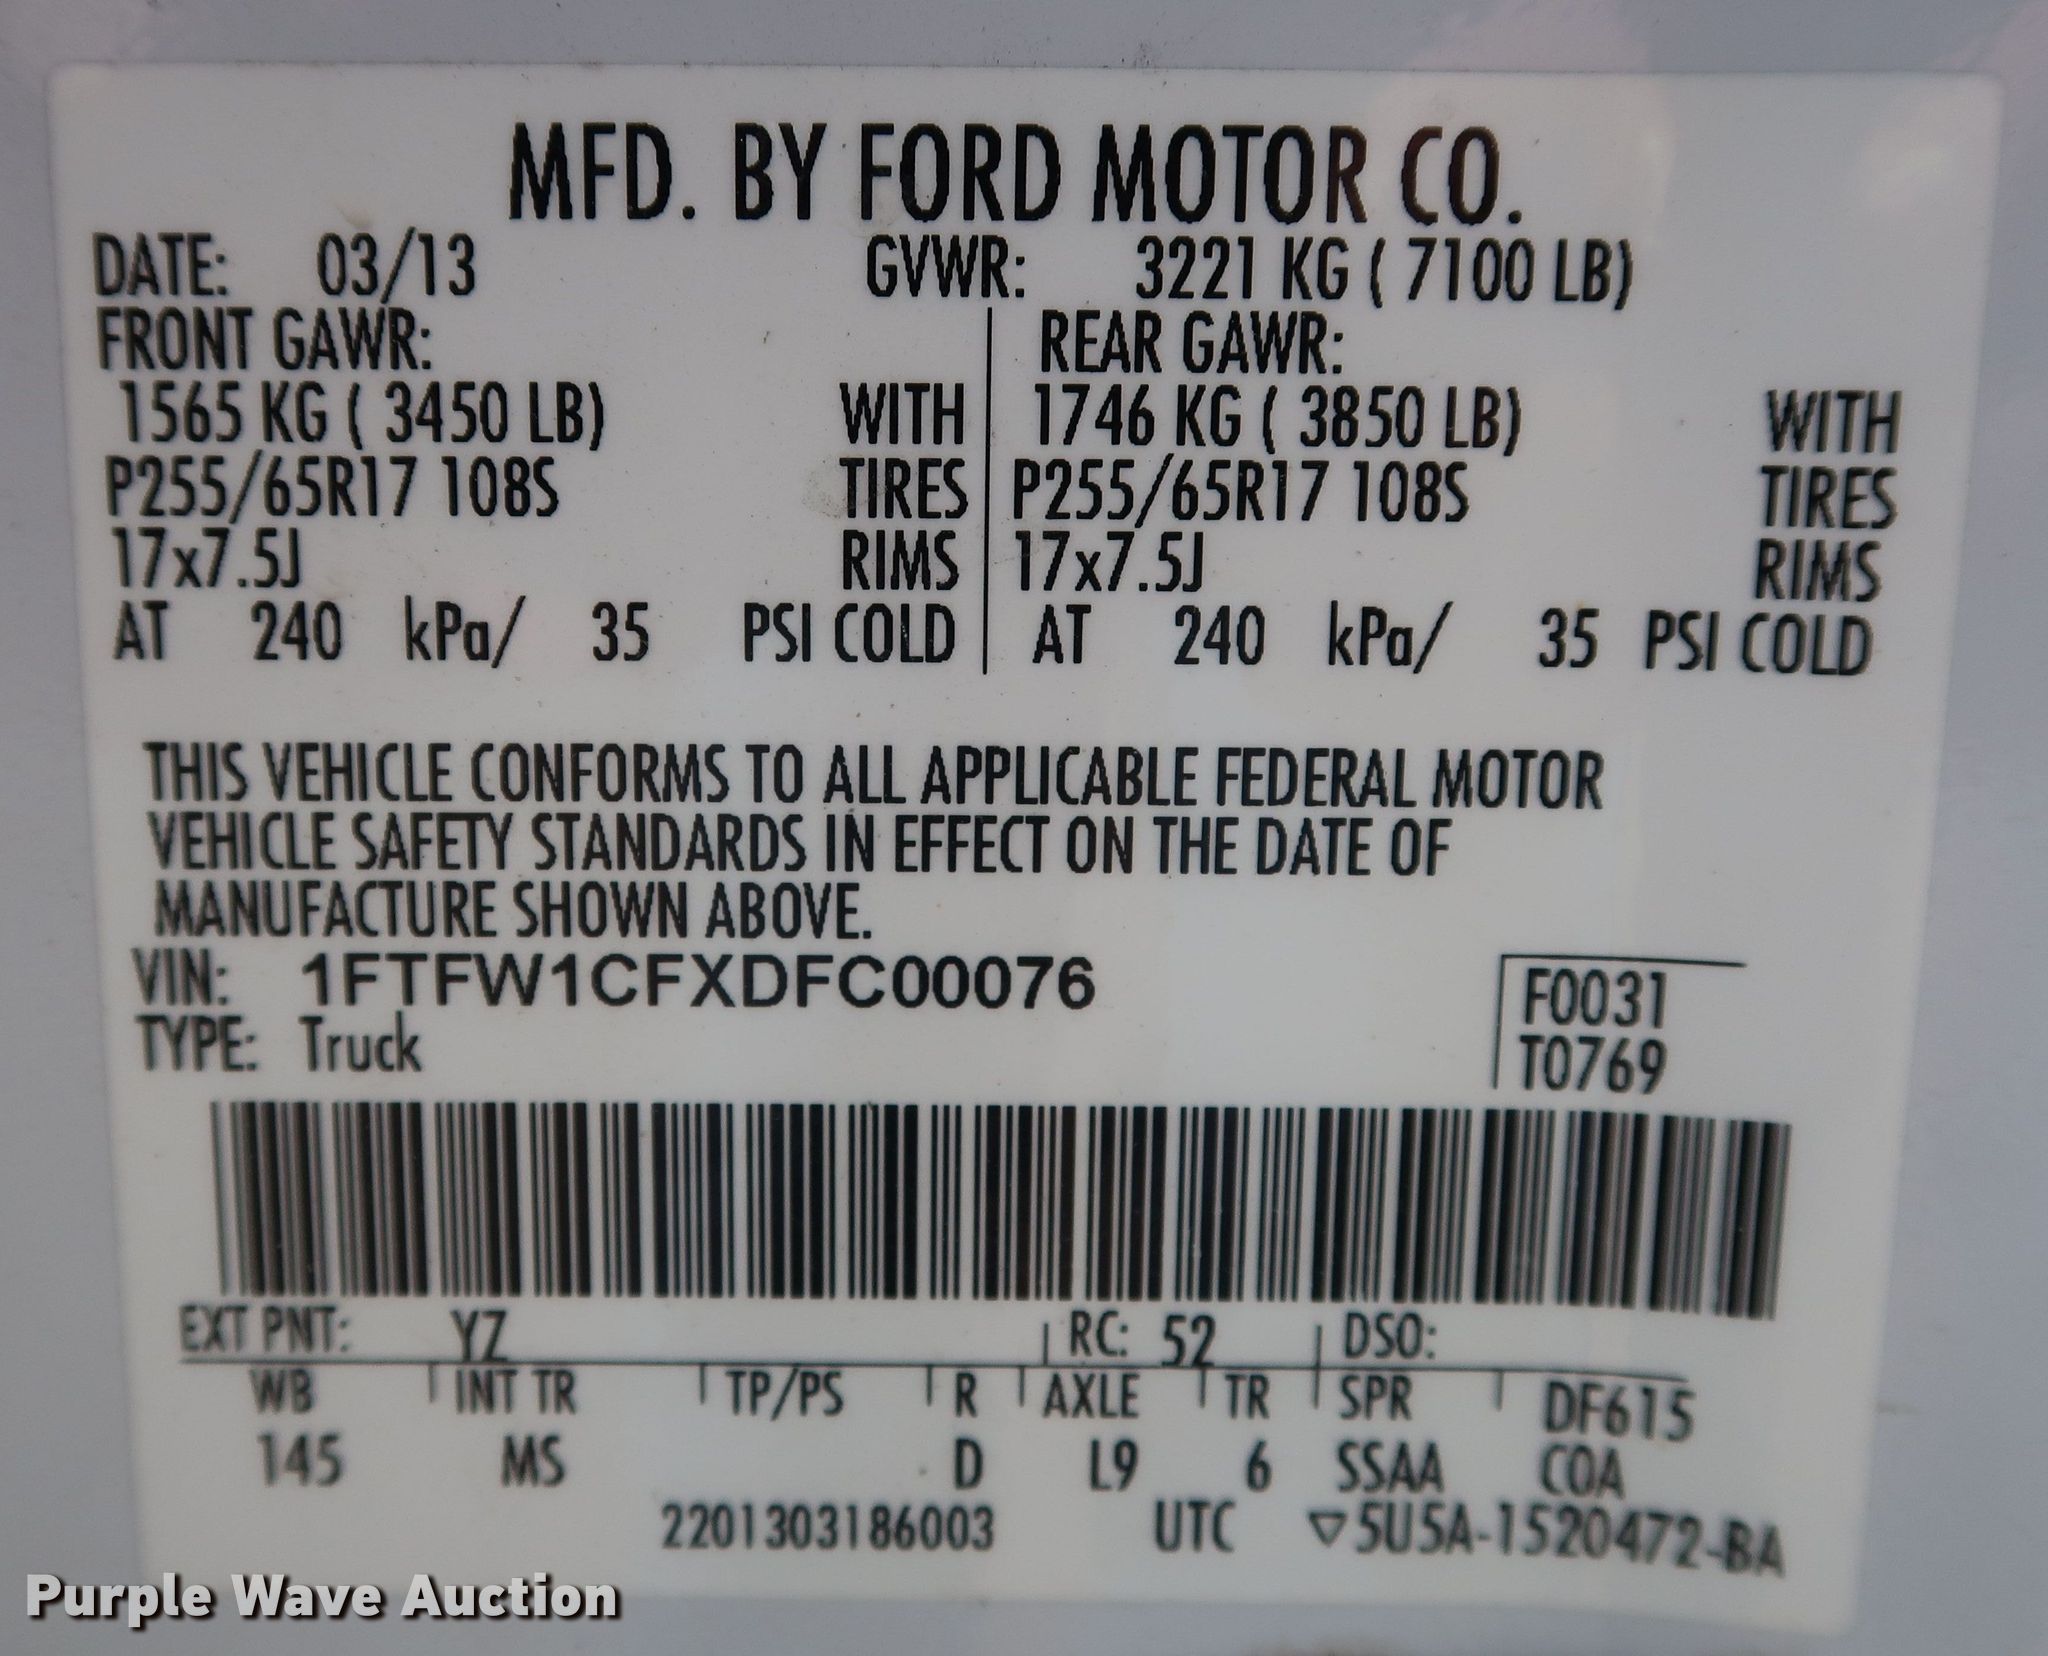 MFD. BY FORD MOTOR CO.
DATE: 03/13 GVWR: 3221 KG ( 7100 LB)
FRONT GAWR: REAR GAWR:
1565 KG ( 3450 LB) WITH 1746 KG ( 3850 LB) WITH
P255/65R17 108S TIRES P255/65R17 108S TIRES
17x7.5J RIMS 17x7.5J RIMS
AT 240 kPa/ 35 PSI COLD AT 240 kPa/ 35 PSI COLD
THIS VEHICLE CONFORMS TO ALL APPLICABLE FEDERAL MOTOR
VEHICLE SAFETY STANDARDS IN EFFECT ON THE DATE OF
MANUFACTURE SHOWN ABOVE.
VIN: 1FTFW1CFXDFC00076 F0031
TYPE: Truck T0769
EXT PNT: YZ RC: 52 DSO:
WB INT TR TP/PS R AXLE TR SPR DF615
145 MS D L9 6 SSAA COA
2201303186003 UTC ▽5U5A-1520472-BA
Purple Wave Auction